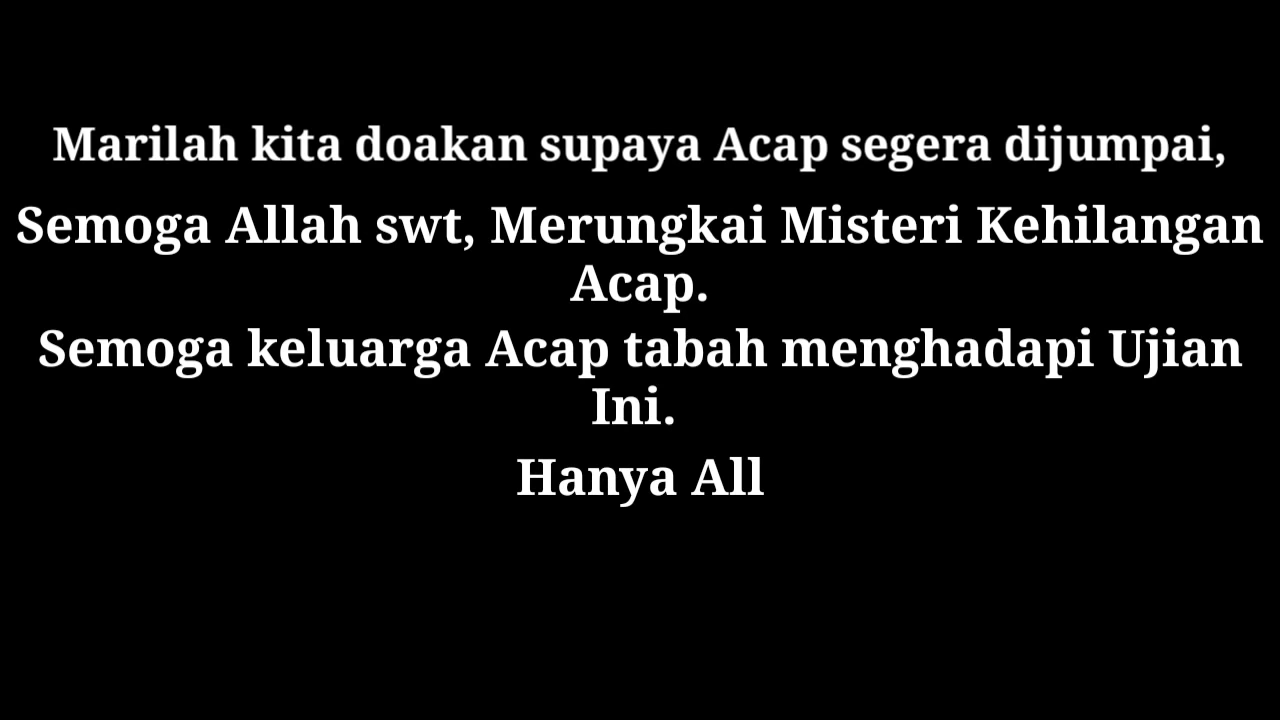 Marilah kita doakan supaya Acap segera dijumpai,
Semoga Allah swt, Merungkai Misteri Kehilangan
Acap.
Semoga keluarga Acap tabah menghadapi Ujian
Ini.
Hanya All